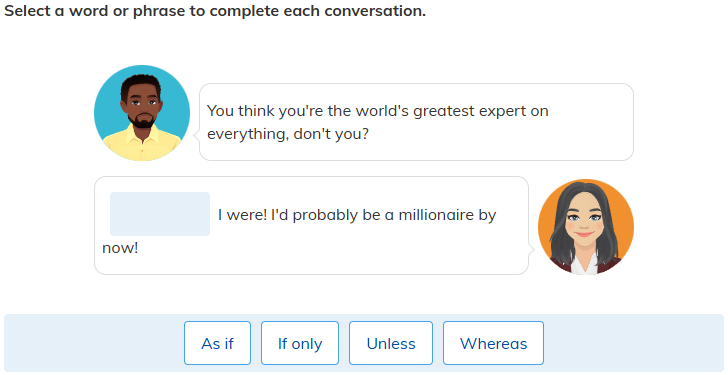 Select a word or phrase to complete each conversation.
You think you're the world's greatest expert on
everything, don't you?
I were! I'd probably be a millionaire by
now!
As if If only Unless Whereas